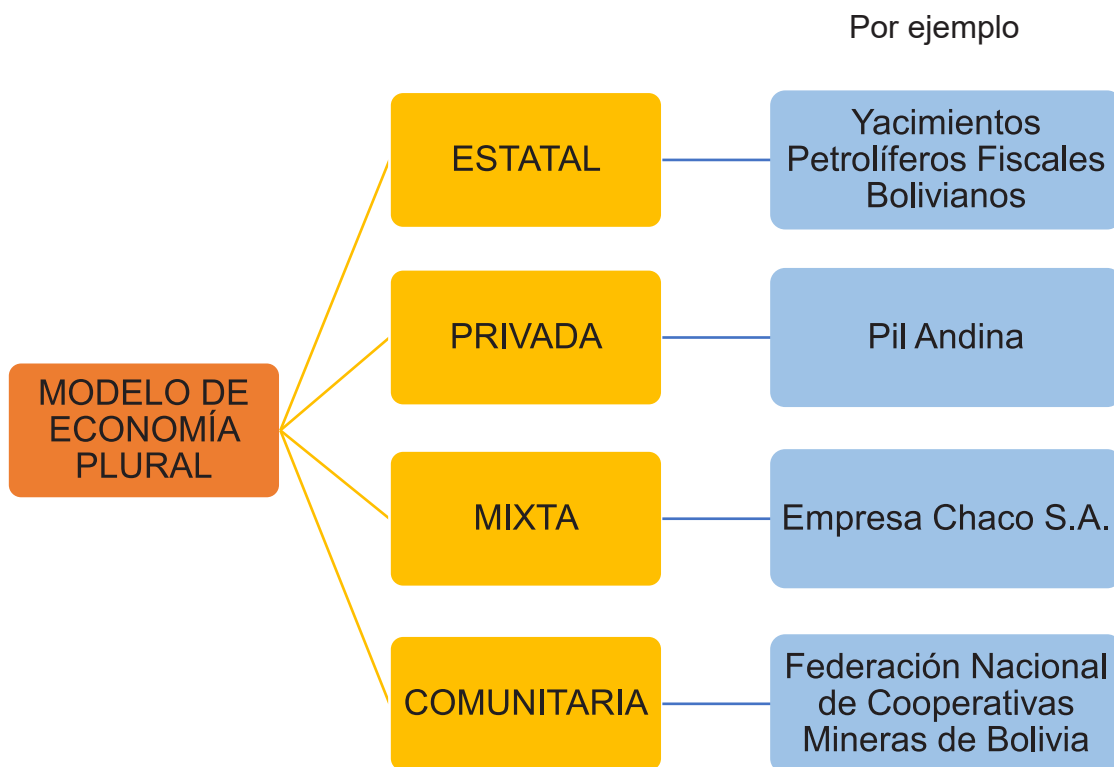 Por ejemplo
MODELO DE
ECONOMÍA
PLURAL
ESTATAL
Yacimientos
Petrolíferos Fiscales
Bolivianos
PRIVADA
Pil Andina
MIXTA
Empresa Chaco S.A.
COMUNITARIA
Federación Nacional
de Cooperativas
Mineras de Bolivia